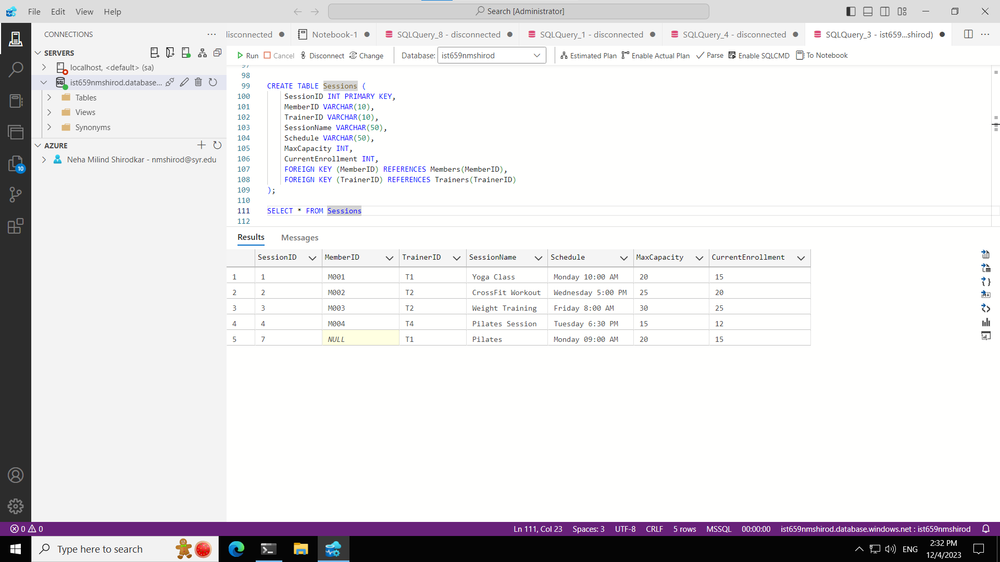 File Edit View Help
Search [Administrator]
CONNECTIONS
SERVERS
localhost, <default> (sa)
ist659nmshirod.database...
Tables
Views
Synonyms
AZURE
Neha Milind Shirodkar - nmshirod@syr.edu
10
disconnected Notebook-1 SQLQuery_8 - disconnected SQLQuery_1 - disconnected SQLQuery_4 - disconnected SQLQuery_3 - ist659...shirod)
Run Cancel Disconnect Change Database: ist659nmshirod Estimated Plan Enable Actual Plan Parse Enable SQLCMD To Notebook
97
98
99 CREATE TABLE Sessions (
100 SessionID INT PRIMARY KEY,
101 MemberID VARCHAR(10),
102 TrainerID VARCHAR(10),
103 SessionName VARCHAR(50),
104 Schedule VARCHAR(50),
105 MaxCapacity INT,
106 CurrentEnrollment INT,
107 FOREIGN KEY (MemberID) REFERENCES Members(MemberID),
108 FOREIGN KEY (TrainerID) REFERENCES Trainers(TrainerID)
109 );
110
111 SELECT * FROM Sessions
112
Results Messages
SessionID MemberID TrainerID SessionName Schedule MaxCapacity CurrentEnrollment
1 1 M001 T1 Yoga Class Monday 10:00 AM 20 15
2 2 M002 T2 CrossFit Workout Wednesday 5:00 PM 25 20
3 3 M003 T2 Weight Training Friday 8:00 AM 30 25
4 4 M004 T4 Pilates Session Tuesday 6:30 PM 15 12
5 7 NULL T1 Pilates Monday 09:00 AM 20 15
0 0 Ln 111, Col 23 Spaces: 3 UTF-8 CRLF 5 rows MSSQL 00:00:00 ist659nmshirod.database.windows.net : ist659nmshirod
Type here to search
ENG
2:32 PM
12/4/2023